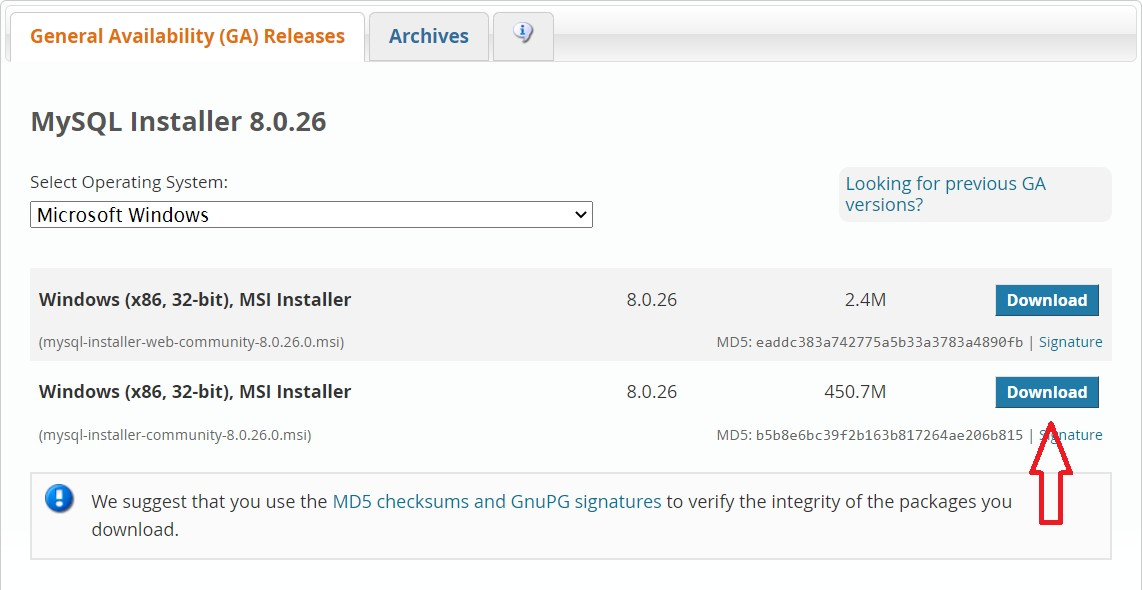 General Availability (GA) Releases
Archives
MySQL Installer 8.0.26
Select Operating System:
Looking for previous GA
versions?
Microsoft Windows
Windows (x86, 32-bit), MSI Installer 8.0.26 2.4M Download
(mysql-installer-web-community-8.0.26.0.msi) MD5: eaddc383a742775a5b33a3783a4890fb | Signature
Windows (x86, 32-bit), MSI Installer 8.0.26 450.7M Download
(mysql-installer-community-8.0.26.0.msi) MD5: b5b8e6bc39f2b163b817264ae206b815 | Signature
We suggest that you use the MD5 checksums and GnuPG signatures to verify the integrity of the packages you
download.